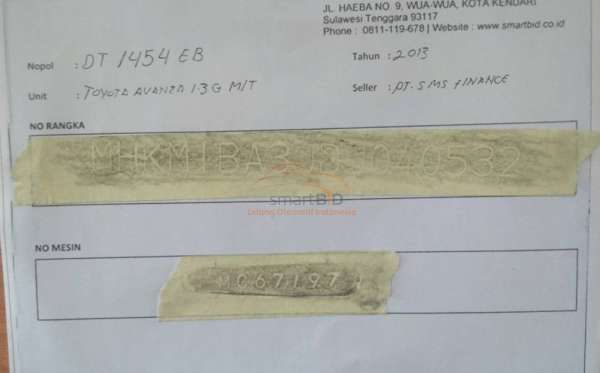 JL. HAEBA NO. 9, WUA-WUA, KOTA KENDARI
Sulawesi Tenggara 93117
Phone : 0811-119-678 | Website : www.smartbid.co.id
Nopol : DT 1454 EB
Tahun : 2013
Unit : TOYOTA AVANZA 1.3 G M/T
Seller : PT. SMS FINANCE
NO RANGKA
MHKM1BA3JDJ040532
smartBID
Lelang Otomotif Indonesia
NO MESIN
MC67197